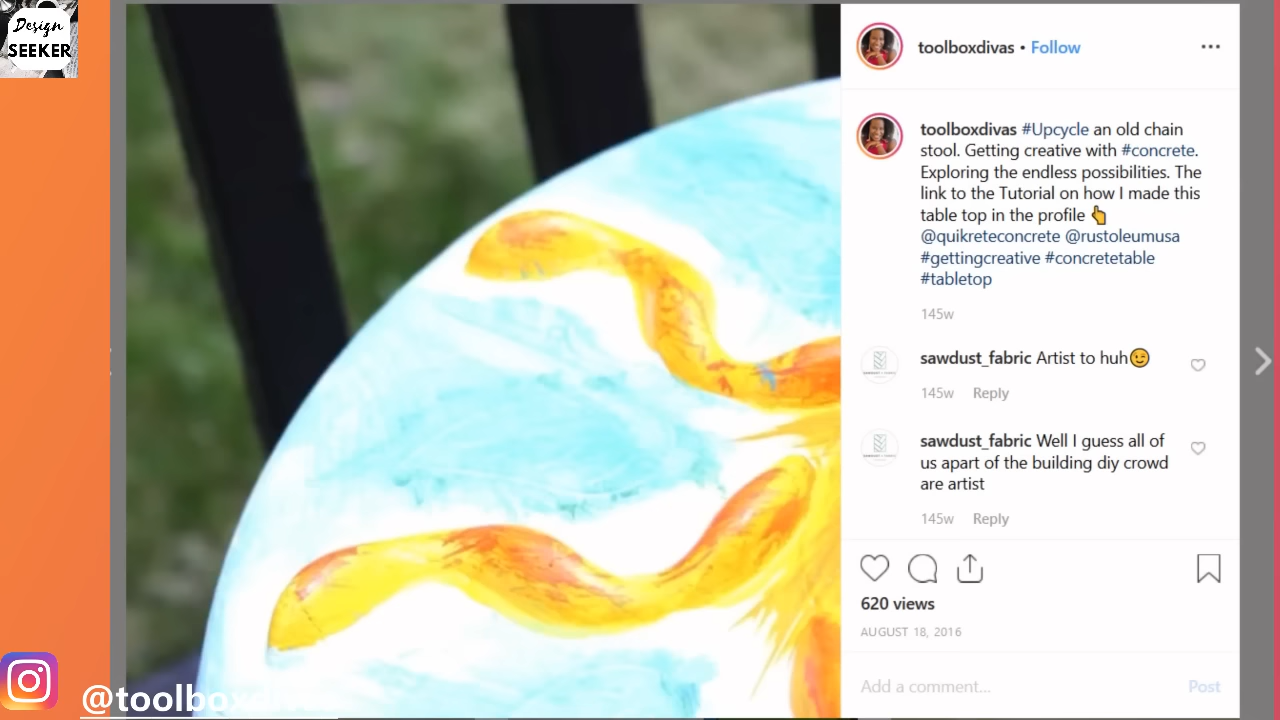 Design
SEEKER
toolboxdivas • Follow
toolboxdivas #Upcycle an old chain
stool. Getting creative with #concrete.
Exploring the endless possibilities. The
link to the Tutorial on how I made this
table top in the profile 👆
@quikreteconcrete @rustoleumusa
#gettingcreative #concretetable
#tabletop
145w
sawdust_fabric Artist to huh😉
145w Reply
sawdust_fabric Well I guess all of
us apart of the building diy crowd
are artist
145w Reply
620 views
AUGUST 18, 2016
Add a comment... Post
@toolboxdivas